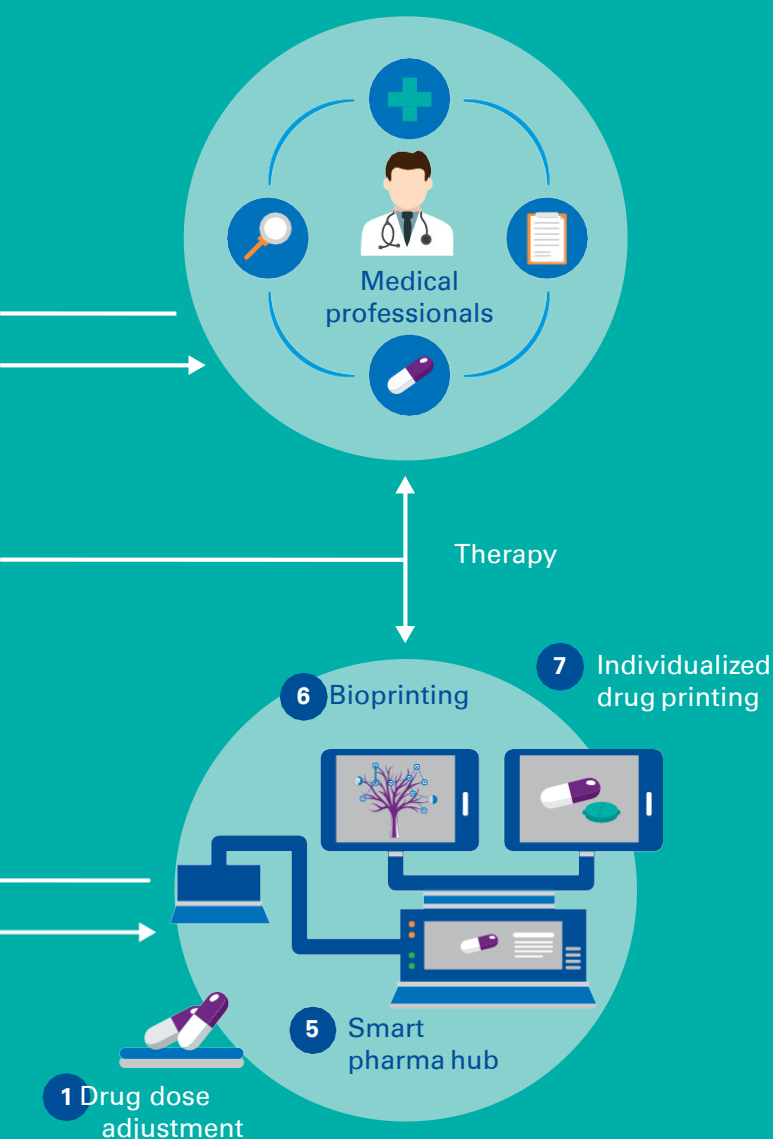 Medical
professionals
Therapy
7 Individualized
drug printing
6 Bioprinting
5 Smart
pharma hub
1 Drug dose
adjustment